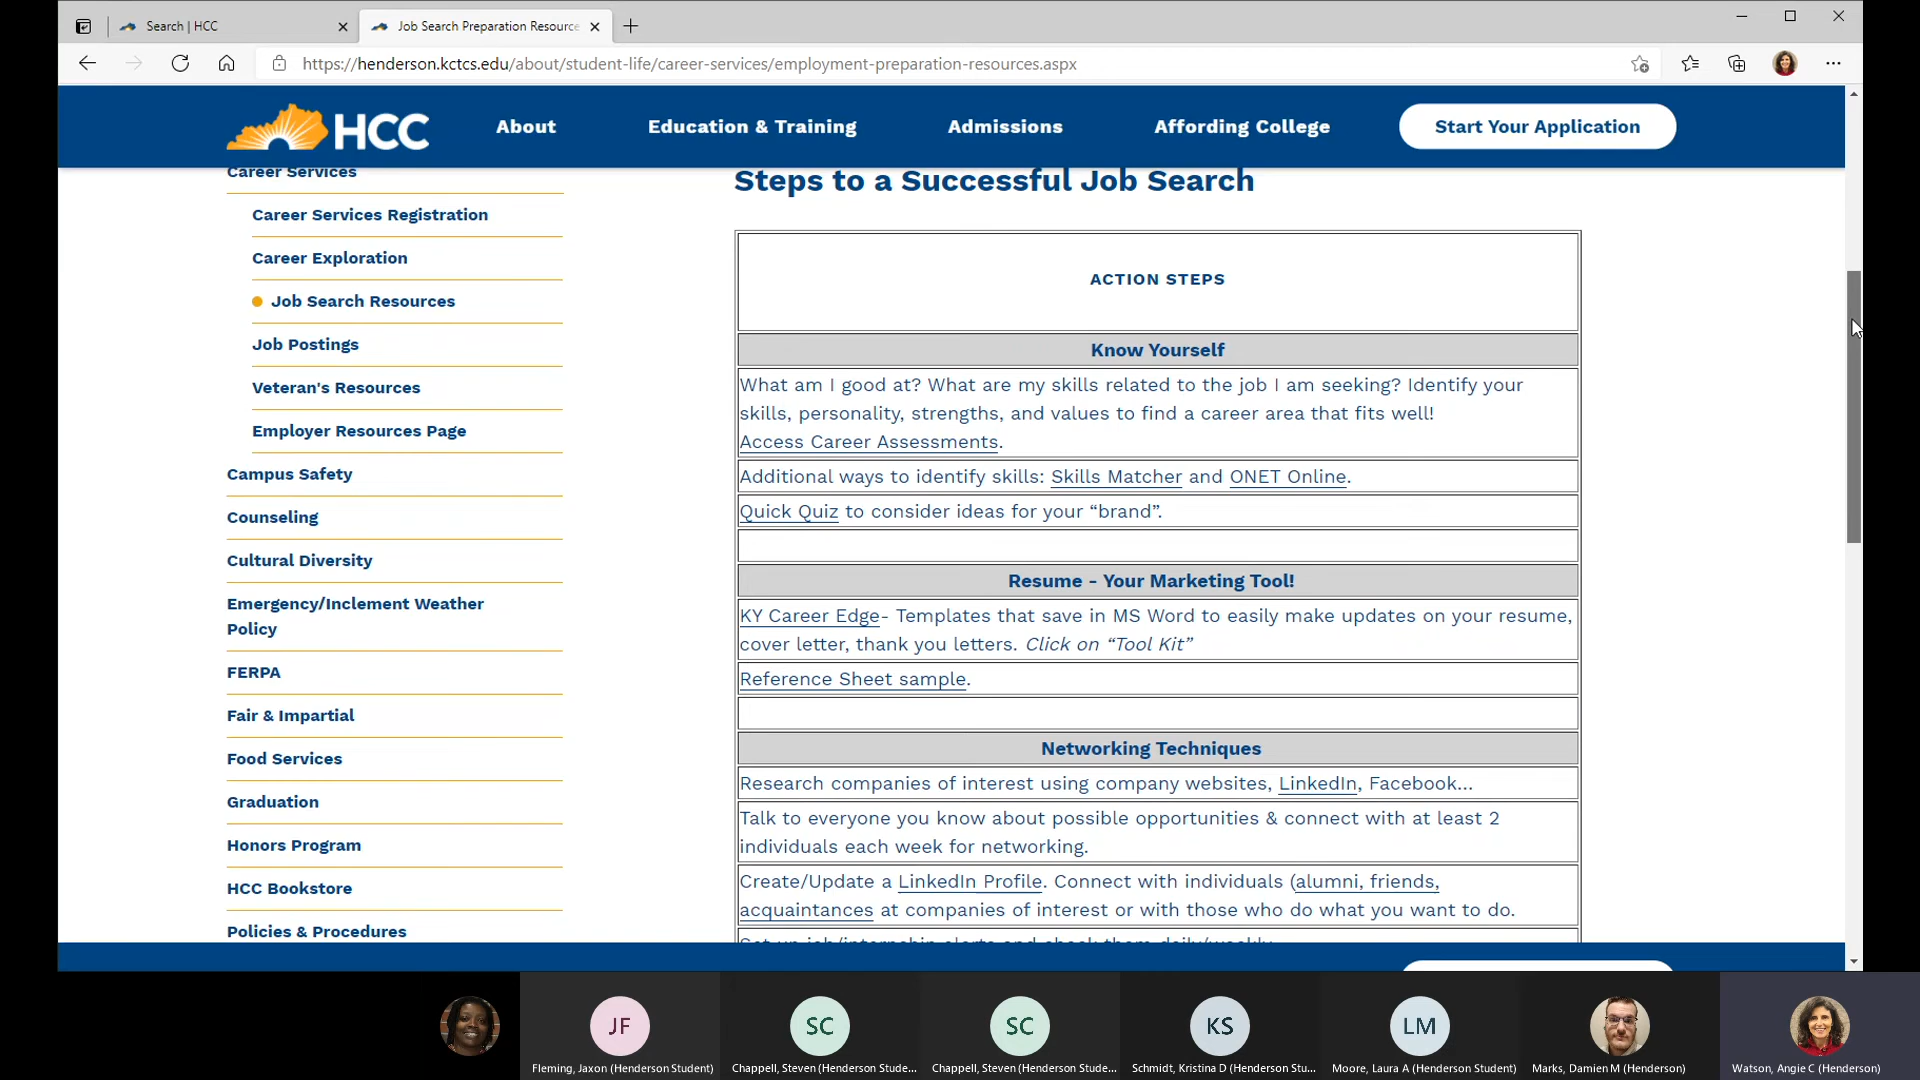 Search | HCC
Job Search Preparation Resource
https://henderson.kctcs.edu/about/student-life/career-services/employment-preparation-resources.aspx
HCC
About
Education & Training
Admissions
Affording College
Start Your Application
Career Services
Career Services Registration
Career Exploration
Job Search Resources
Job Postings
Veteran's Resources
Employer Resources Page
Campus Safety
Counseling
Cultural Diversity
Emergency/Inclement Weather
Policy
FERPA
Fair & Impartial
Food Services
Graduation
Honors Program
HCC Bookstore
Policies & Procedures
Steps to a Successful Job Search
ACTION STEPS
Know Yourself
What am I good at? What are my skills related to the job I am seeking? Identify your
skills, personality, strengths, and values to find a career area that fits well!
Access Career Assessments.
Additional ways to identify skills: Skills Matcher and ONET Online.
Quick Quiz to consider ideas for your “brand”.
Resume - Your Marketing Tool!
KY Career Edge- Templates that save in MS Word to easily make updates on your resume,
cover letter, thank you letters. Click on “Tool Kit”
Reference Sheet sample.
Networking Techniques
Research companies of interest using company websites, LinkedIn, Facebook...
Talk to everyone you know about possible opportunities & connect with at least 2
individuals each week for networking.
Create/Update a LinkedIn Profile. Connect with individuals (alumni, friends,
acquaintances at companies of interest or with those who do what you want to do.
Set up job/internship alerts and check them daily/weekly
JF
SC
SC
KS
LM
Fleming, Jaxon (Henderson Student)
Chappell, Steven (Henderson Stude...
Chappell, Steven (Henderson Stude...
Schmidt, Kristina D (Henderson Stu...
Moore, Laura A (Henderson Student)
Marks, Damien M (Henderson)
Watson, Angie C (Henderson)